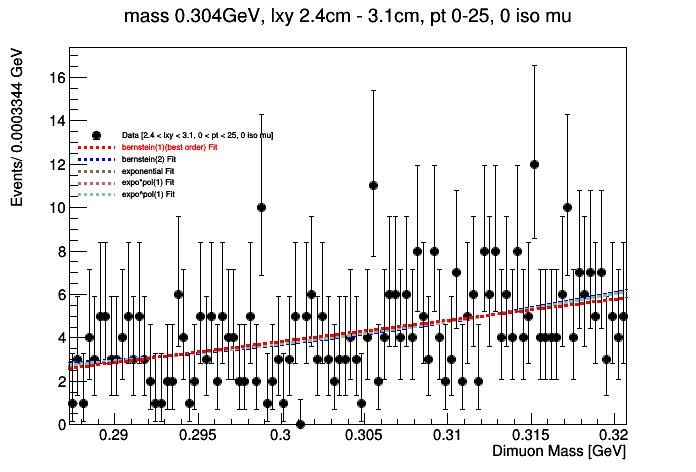 mass 0.304GeV, lxy 2.4cm - 3.1cm, pt 0-25, 0 iso mu
Events/ 0.0003344 GeV
16
14
12
10
8
6
4
2
0
Data [2.4 < lxy < 3.1, 0 < pt < 25, 0 iso mu]
bernstein(1)(best order) Fit
bernstein(2) Fit
exponential Fit
expo*pol(1) Fit
expo^pol(1) Fit
0.29 0.295 0.3 0.305 0.31 0.315 0.32
Dimuon Mass [GeV]